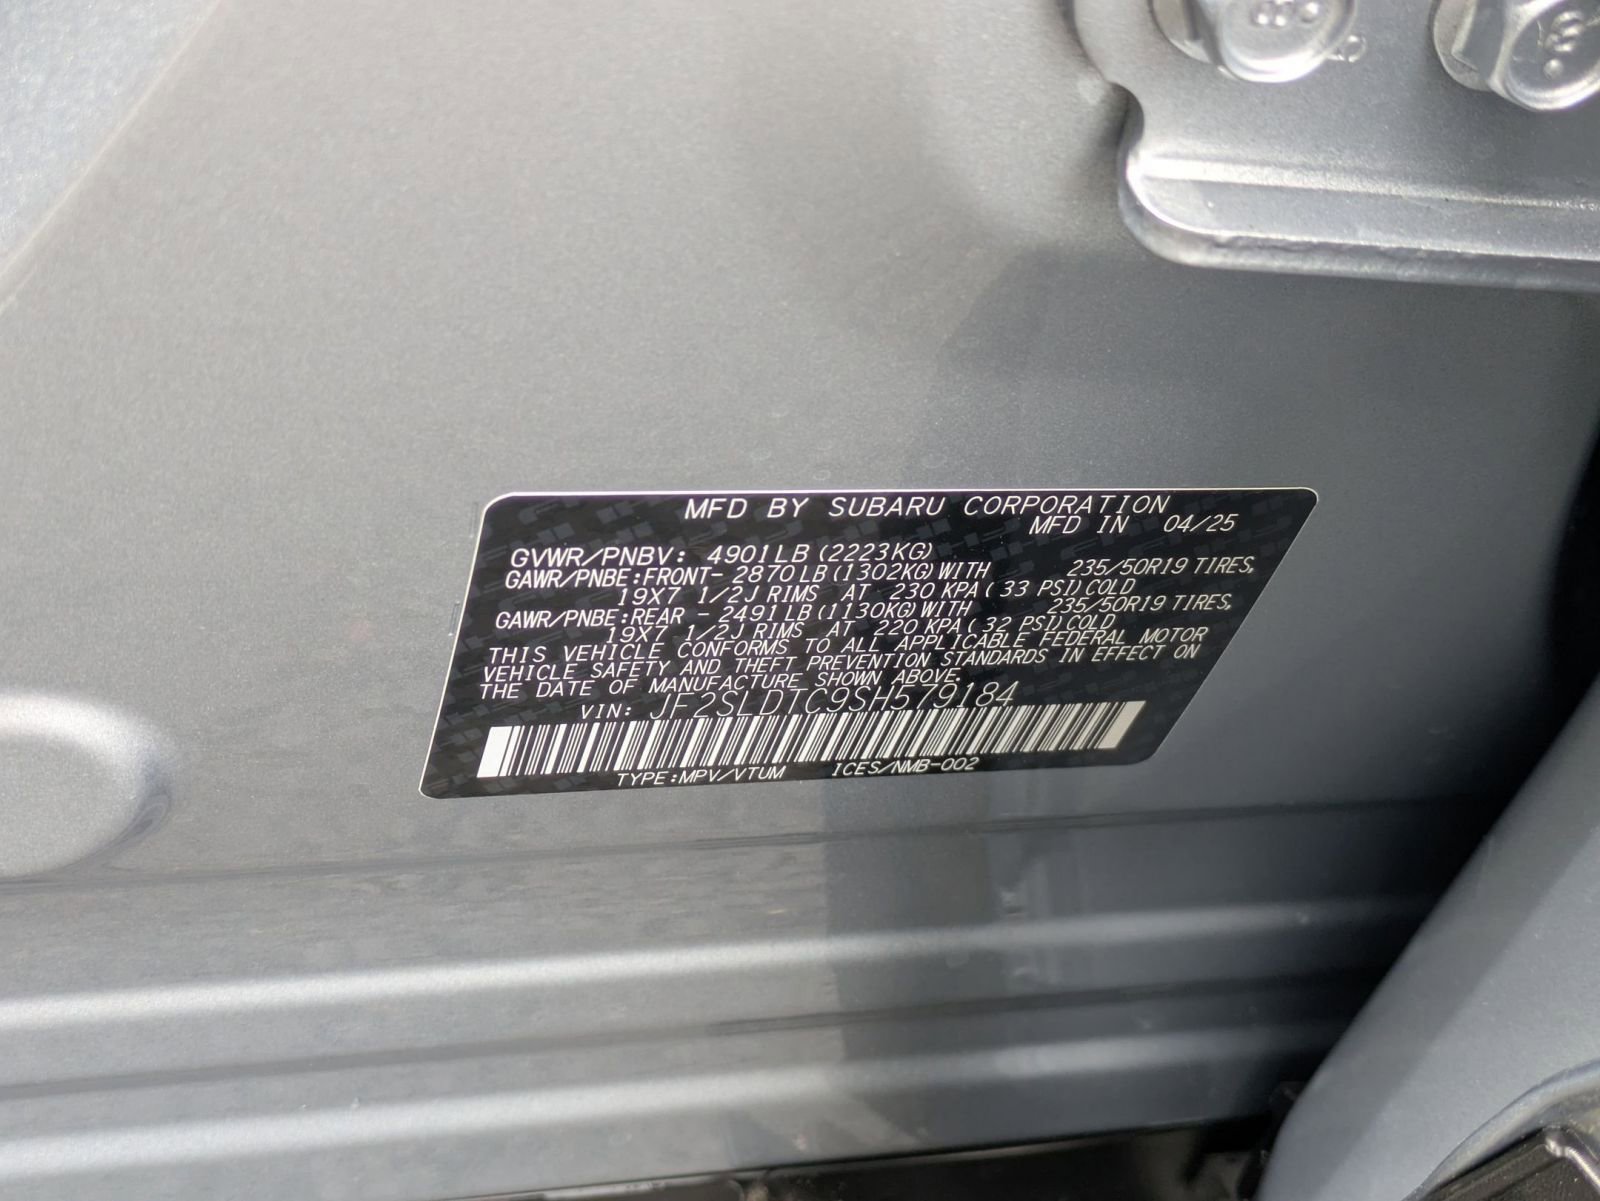 MFD BY SUBARU CORPORATION
MFD IN 04/25
GVWR/PNBV: 4901LB(2223KG)
GAWR/PNBE:FRONT- 2870LB(1302KG)WITH 235/50R19 TIRES,
19X7 1/2J RIMS AT 230 KPA( 33 PSI)COLD
GAWR/PNBE:REAR - 2491LB(1130KG)WITH 235/50R19 TIRES,
19X7 1/2J RIMS AT 220 KPA( 32 PSI)COLD
THIS VEHICLE CONFORMS TO ALL APPLICABLE FEDERAL MOTOR
VEHICLE SAFETY AND THEFT PREVENTION STANDARDS IN EFFECT ON
THE DATE OF MANUFACTURE SHOWN ABOVE.
VIN: JF2SLDTC9SH579184
TYPE:MPV/VTUM ICES/NMB-002